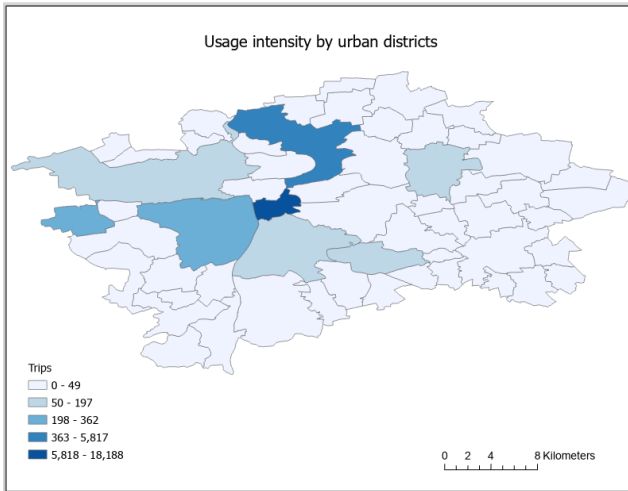 Usage intensity by urban districts
Trips
0 - 49
50 - 197
198 - 362
363 - 5,817
5,818 - 18,188
0 2 4 8 Kilometers